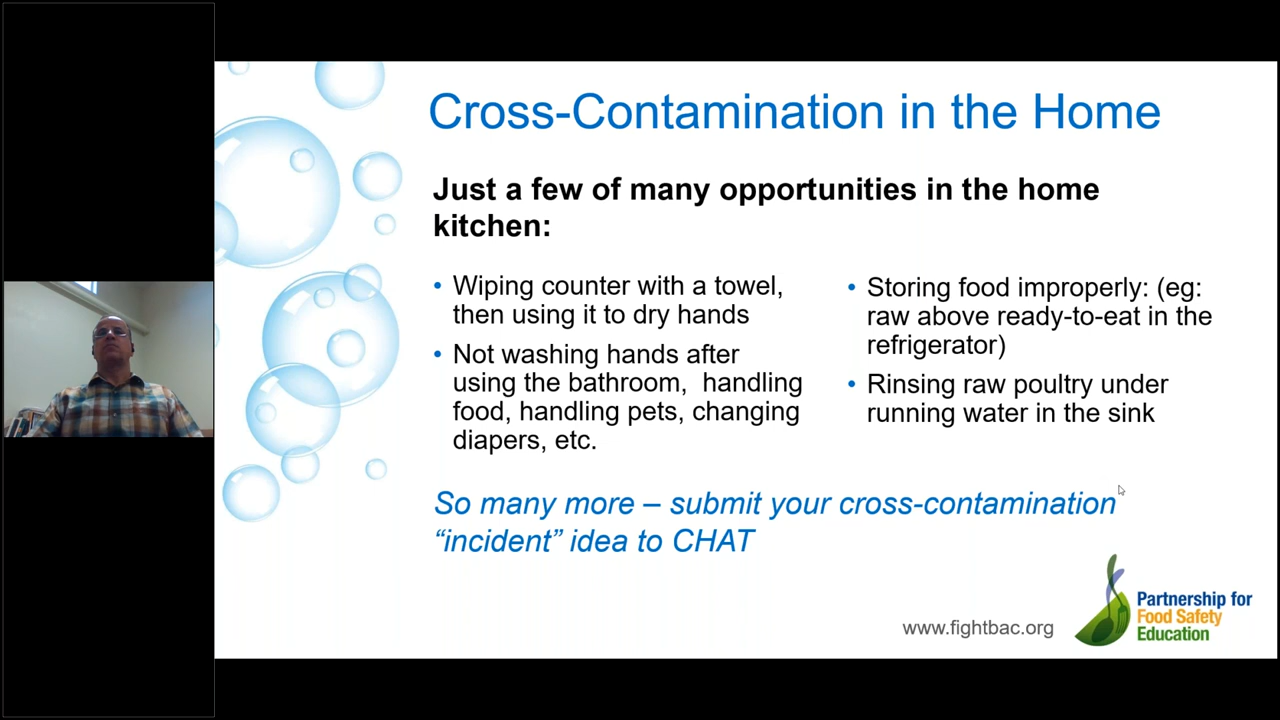 Cross-Contamination in the Home
Just a few of many opportunities in the home
kitchen:
• Wiping counter with a towel,
then using it to dry hands
• Not washing hands after
using the bathroom,  handling
food, handling pets, changing
diapers, etc.
• Storing food improperly: (eg:
raw above ready-to-eat in the
refrigerator)
• Rinsing raw poultry under
running water in the sink
So many more – submit your cross-contamination
“incident” idea to CHAT
www.fightbac.org
Partnership for
Food Safety
Education